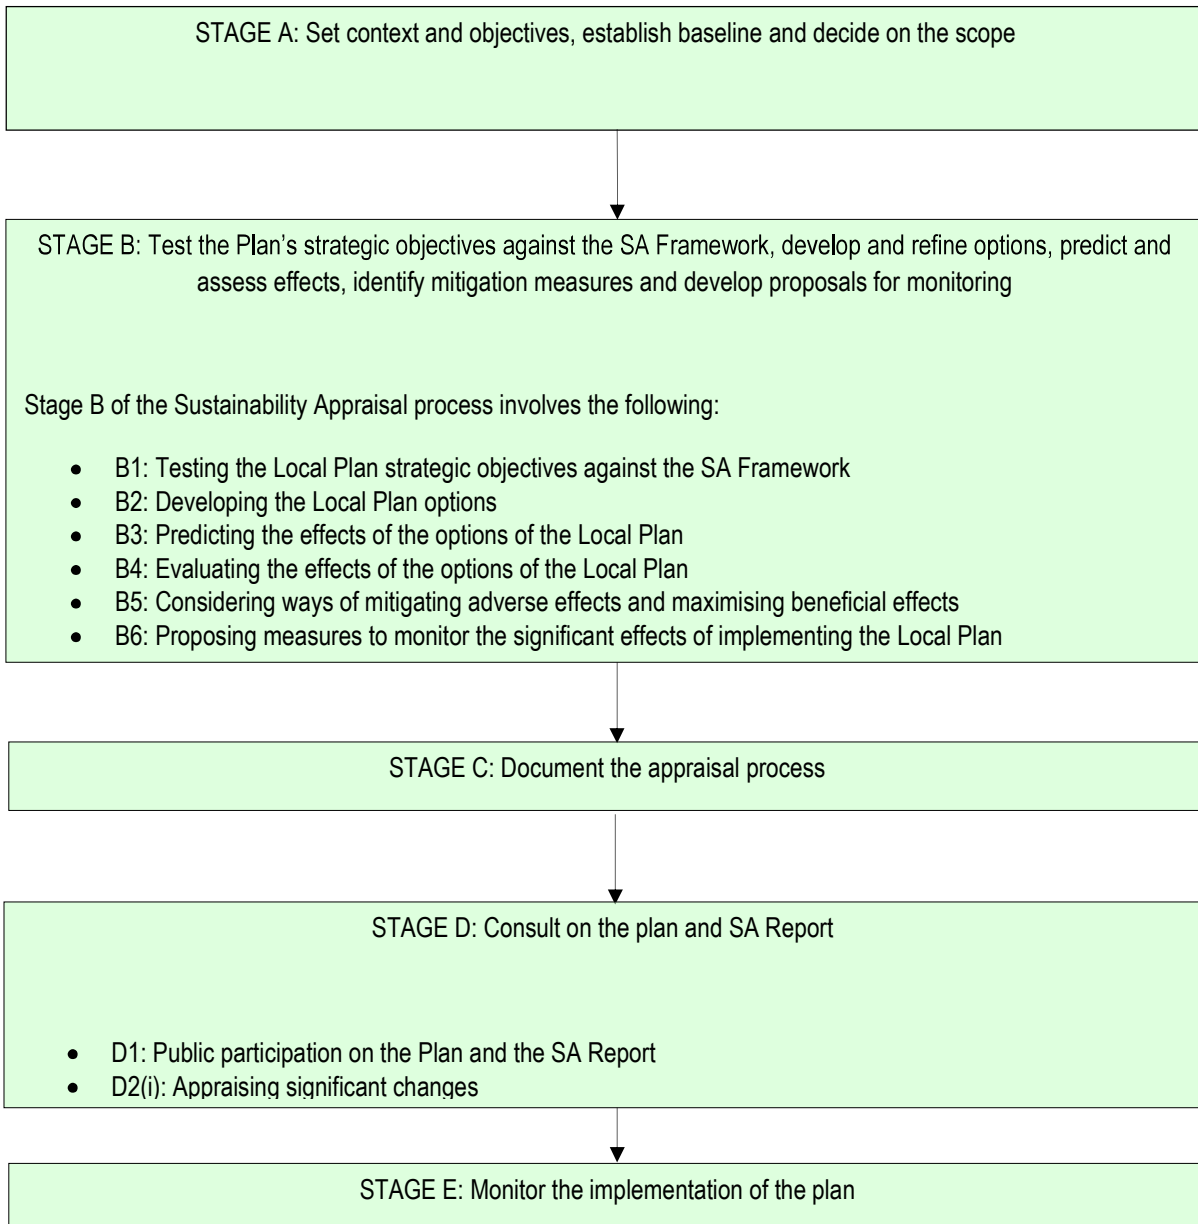 STAGE A: Set context and objectives, establish baseline and decide on the scope
STAGE B: Test the Plan’s strategic objectives against the SA Framework, develop and refine options, predict and
assess effects, identify mitigation measures and develop proposals for monitoring
Stage B of the Sustainability Appraisal process involves the following:
• B1: Testing the Local Plan strategic objectives against the SA Framework
• B2: Developing the Local Plan options
• B3: Predicting the effects of the options of the Local Plan
• B4: Evaluating the effects of the options of the Local Plan
• B5: Considering ways of mitigating adverse effects and maximising beneficial effects
• B6: Proposing measures to monitor the significant effects of implementing the Local Plan
STAGE C: Document the appraisal process
STAGE D: Consult on the plan and SA Report
• D1: Public participation on the Plan and the SA Report
• D2(i): Appraising significant changes
STAGE E: Monitor the implementation of the plan